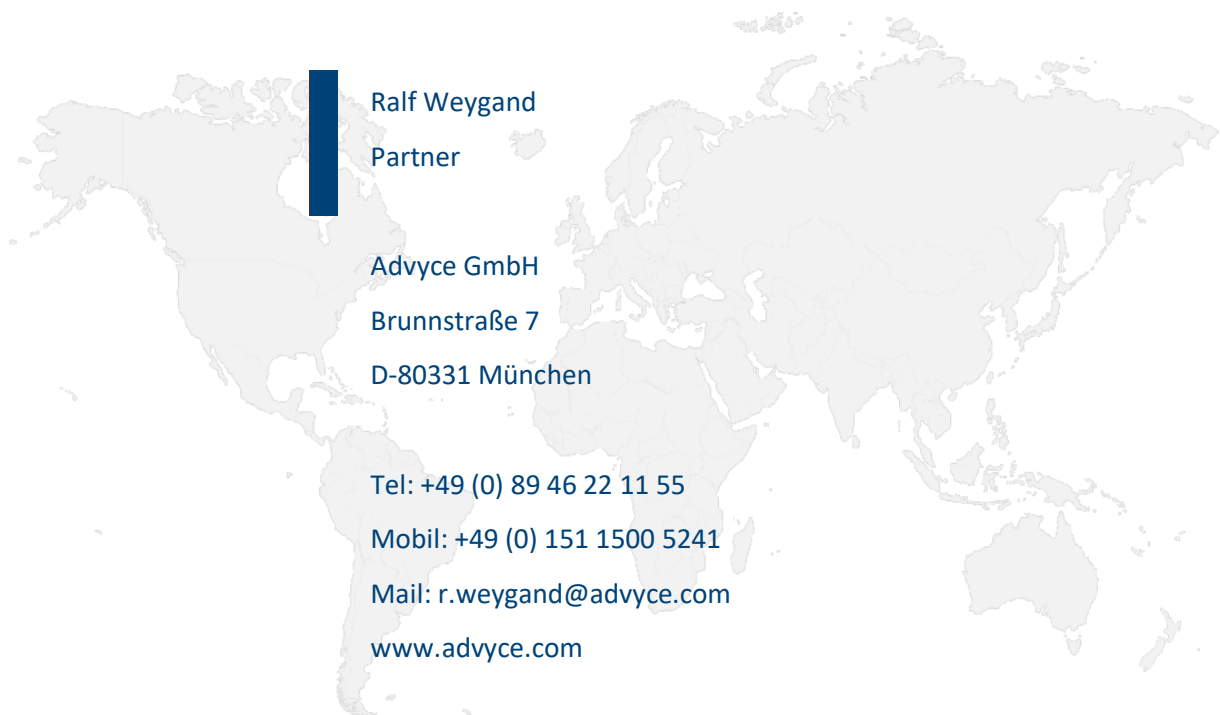 Ralf Weygand
Partner
Advyce GmbH
Brunnstraße 7
D-80331 München
Tel: +49 (0) 89 46 22 11 55
Mobil: +49 (0) 151 1500 5241
Mail: r.weygand@advyce.com
www.advyce.com